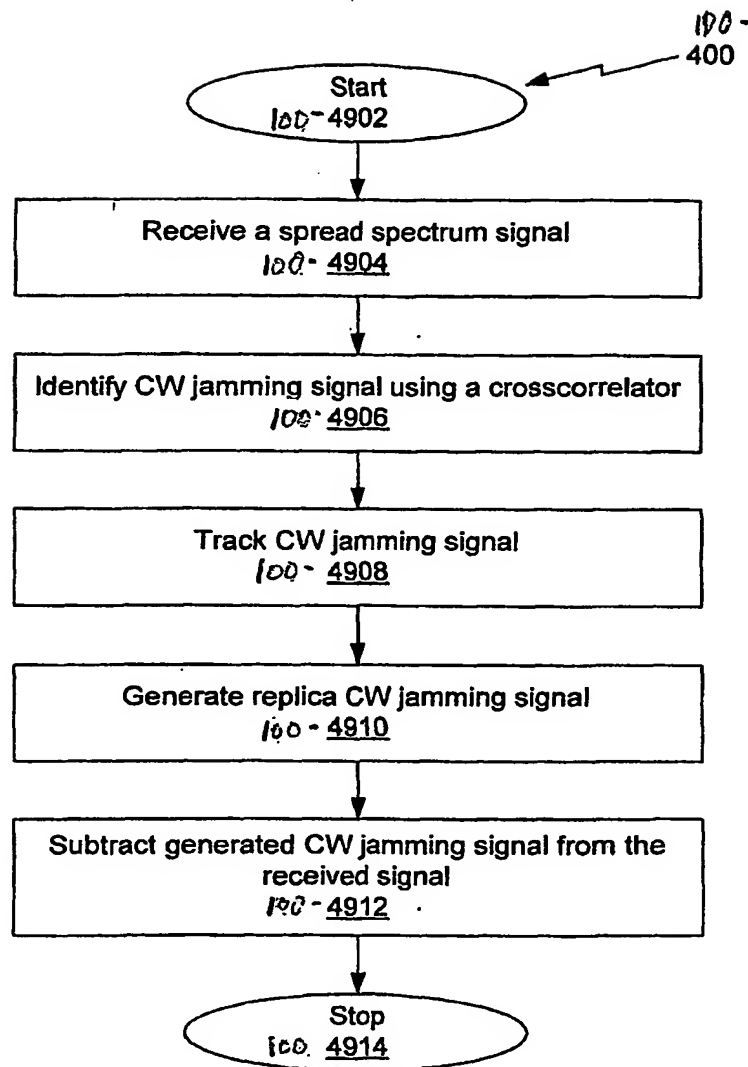 100-
400
Start
100-4902
Receive a spread spectrum signal
100-4904
Identify CW jamming signal using a crosscorrelator
100-4906
Track CW jamming signal
100-4908
Generate replica CW jamming signal
100-4910
Subtract generated CW jamming signal from the
received signal
100-4912
Stop
100.4914